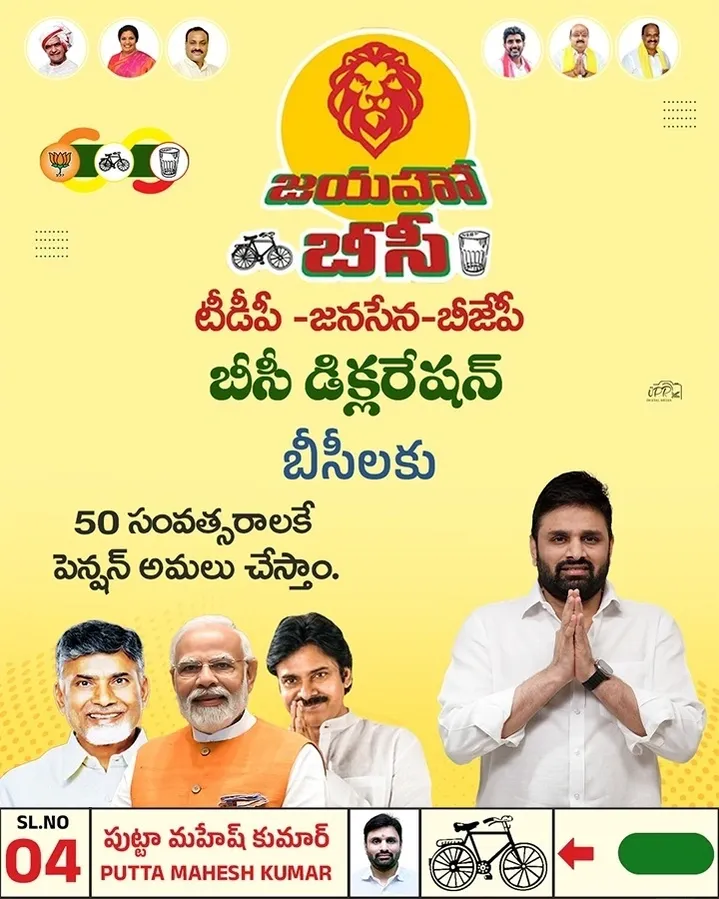 జయహో
బీసీ
టీడీపీ -జనసేన-బీజేపీ
బీసీ డిక్లరేషన్
బీసీలకు
50 సంవత్సరాలకే
పెన్షన్ అమలు చేస్తాం.
SL.NO
04
పుట్టా మహేష్ కుమార్
PUTTA MAHESH KUMAR